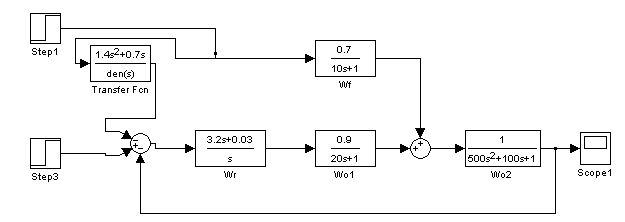 Step1
1.4s²+0.7s
den(s)
Transfer Fcn
0.7
10s+1
Wf
Step3
3.2s+0.03
s
Wr
0.9
20s+1
Wo1
1
500s²+100s+1
Wo2
Scope1